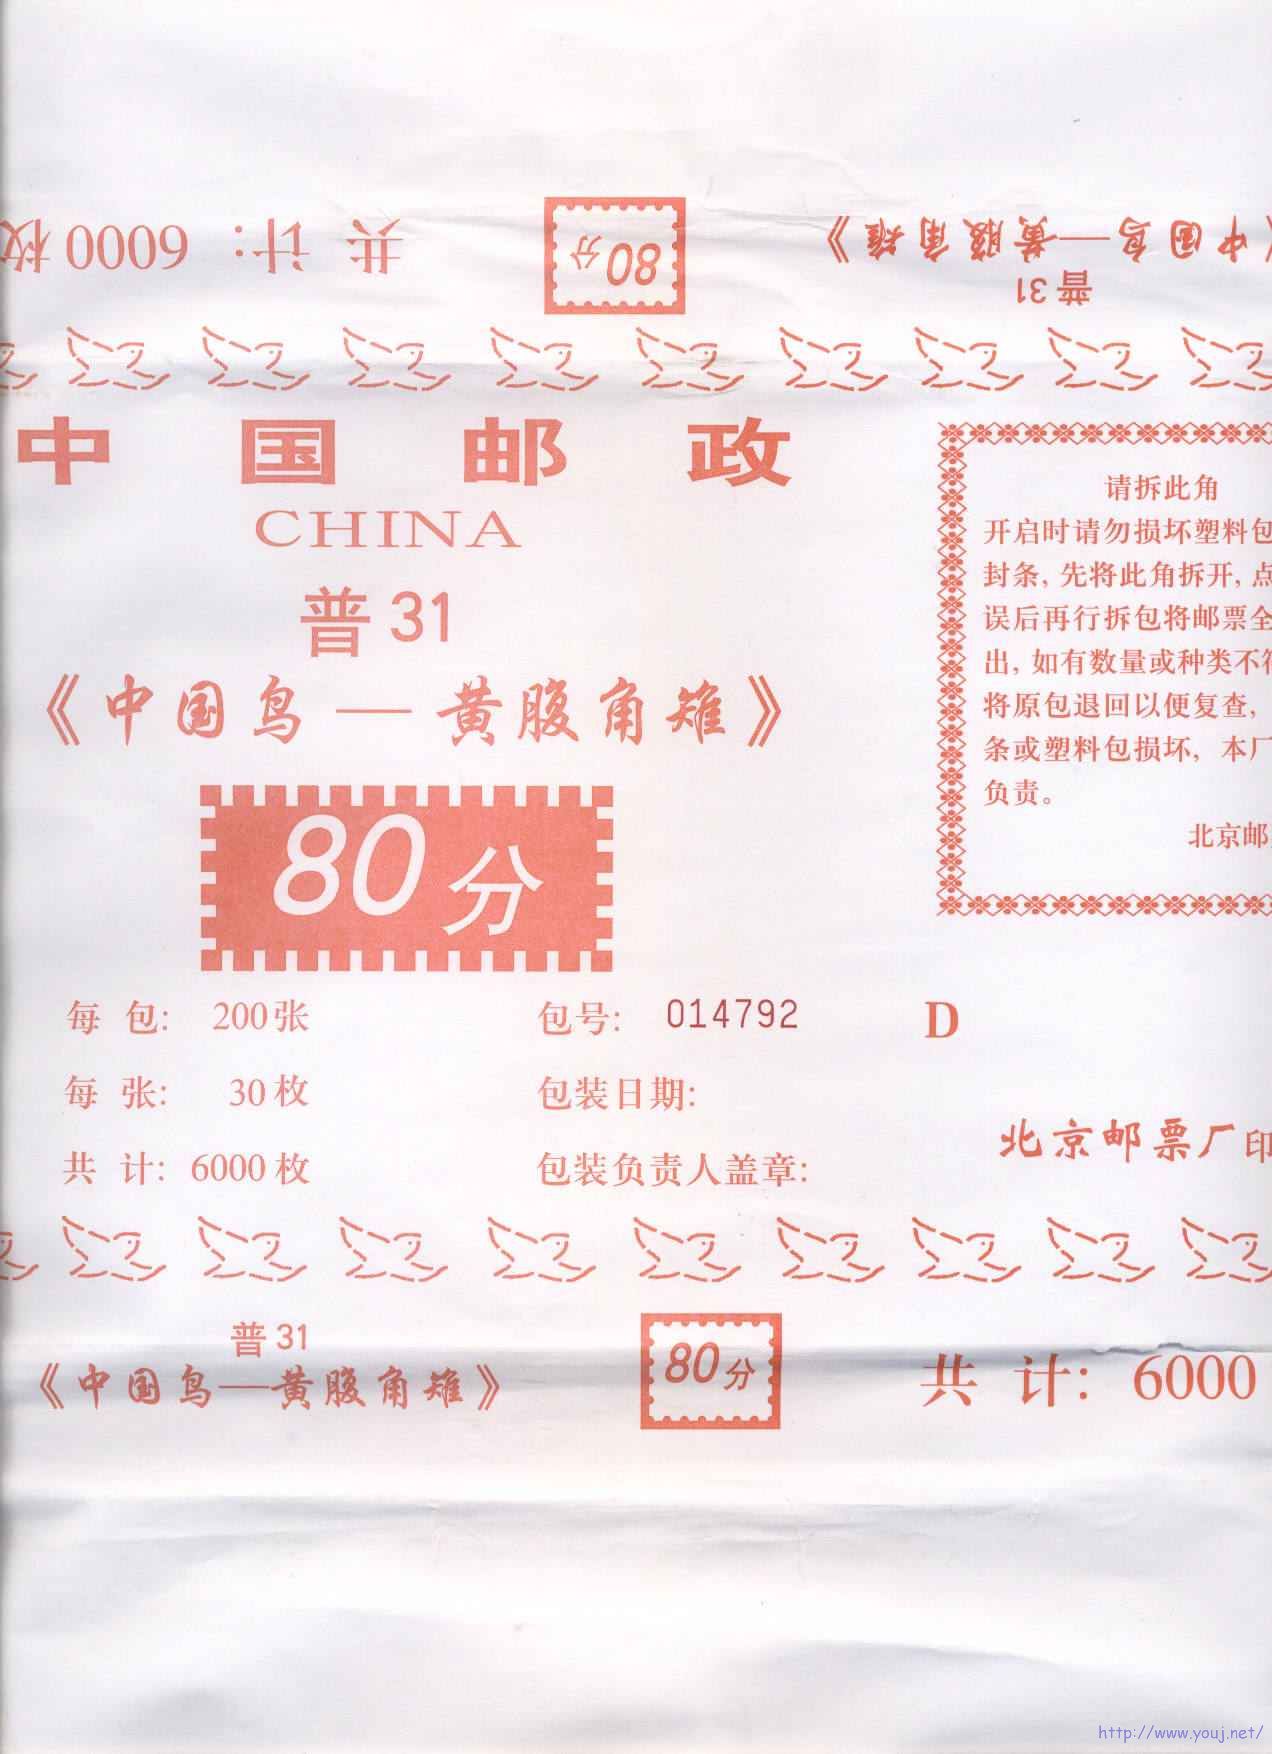 枚 6000 共 计：
80分
《中国鸟—黄腹角雉》
普31
中国邮政
CHINA
普31
《中国鸟—黄腹角雉》
80分
每包：200张
每张：30枚
共计：6000枚
包号：014792
包装日期：
包装负责人盖章：
请拆此角
开启时请勿损坏塑料包
封条，先将此角拆开，点
误后再行拆包将邮票全
出，如有数量或种类不符
将原包退回以便复查，
条或塑料包损坏，本厂
负责。
北京邮
D
北京邮票厂印
普31
《中国鸟—黄腹角雉》
80分
共计：6000
http://www.youj.net/